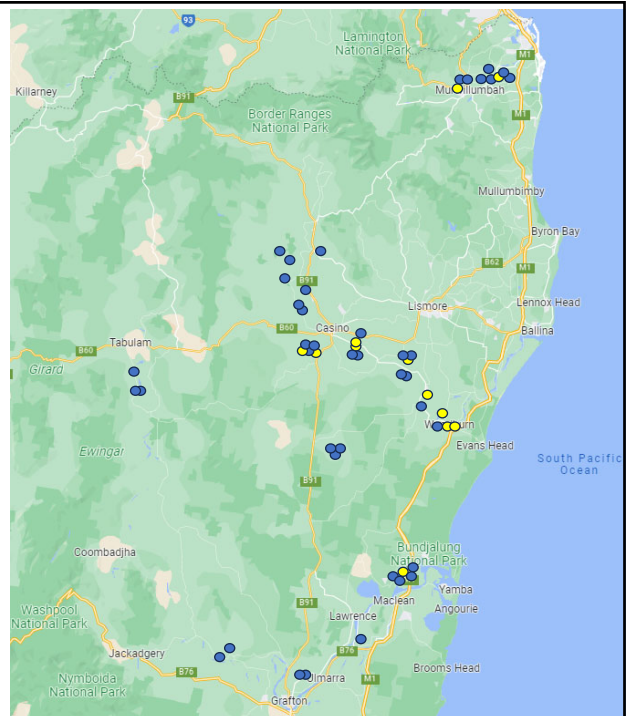 93
Lamington
National Park
M1
Killarney
Mu llumbah
B91
M1
Border Ranges
National Park
Mullumbimby
Byron Bay
B62
M1
B91
Lismore
Lennox Head
B60
Casino
Ballina
B60
Tabulam
Girard
W rn
Evans Head
Ewingar
South Pacific
Ocean
B91
Coombadjha
Bundjalung
National Park
Yamba
B91
Maclean
Angourie
Washpool
National Park
Lawrence
Jackadgery
B76
B76
Brooms Head
Nymboida
National Park
Ulmarra
M1
Grafton